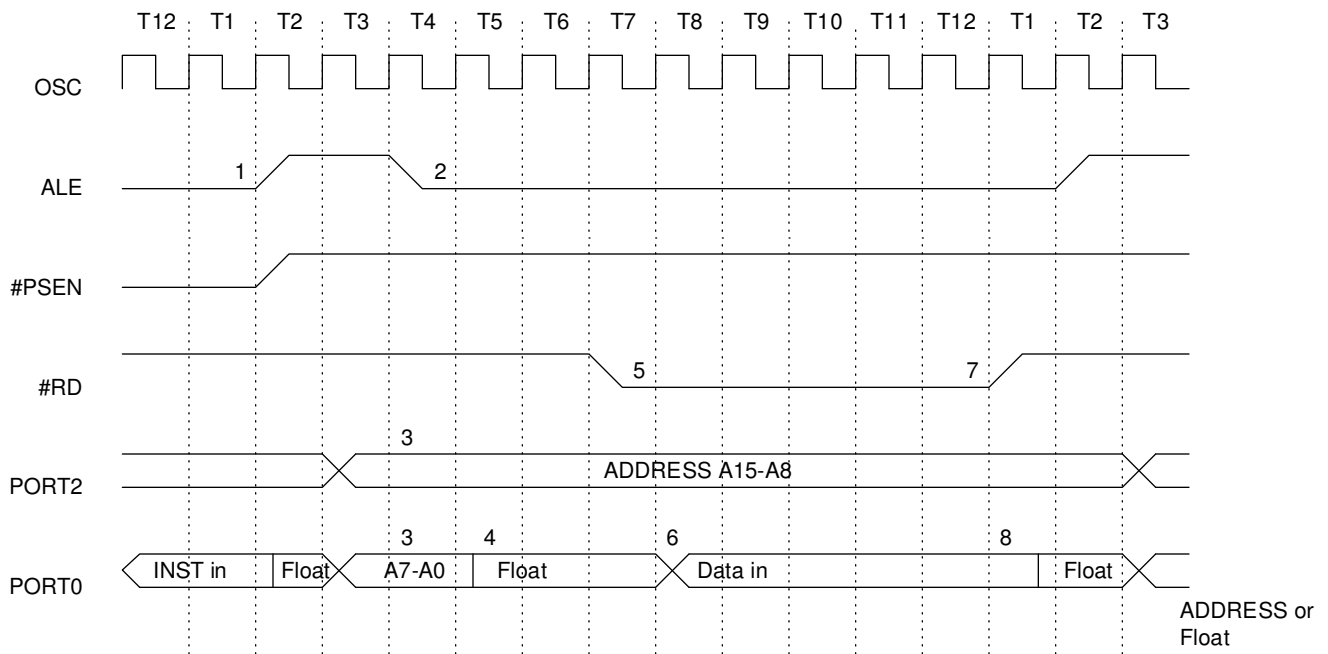 T12 T1 T2 T3 T4 T5 T6 T7 T8 T9 T10 T11 T12 T1 T2 T3
OSC
1 2
ALE
#PSEN
5 7
#RD
3
ADDRESS A15-A8
PORT2
3 4 6 8
INST in Float A7-A0 Float Data in Float
PORT0
ADDRESS or
Float